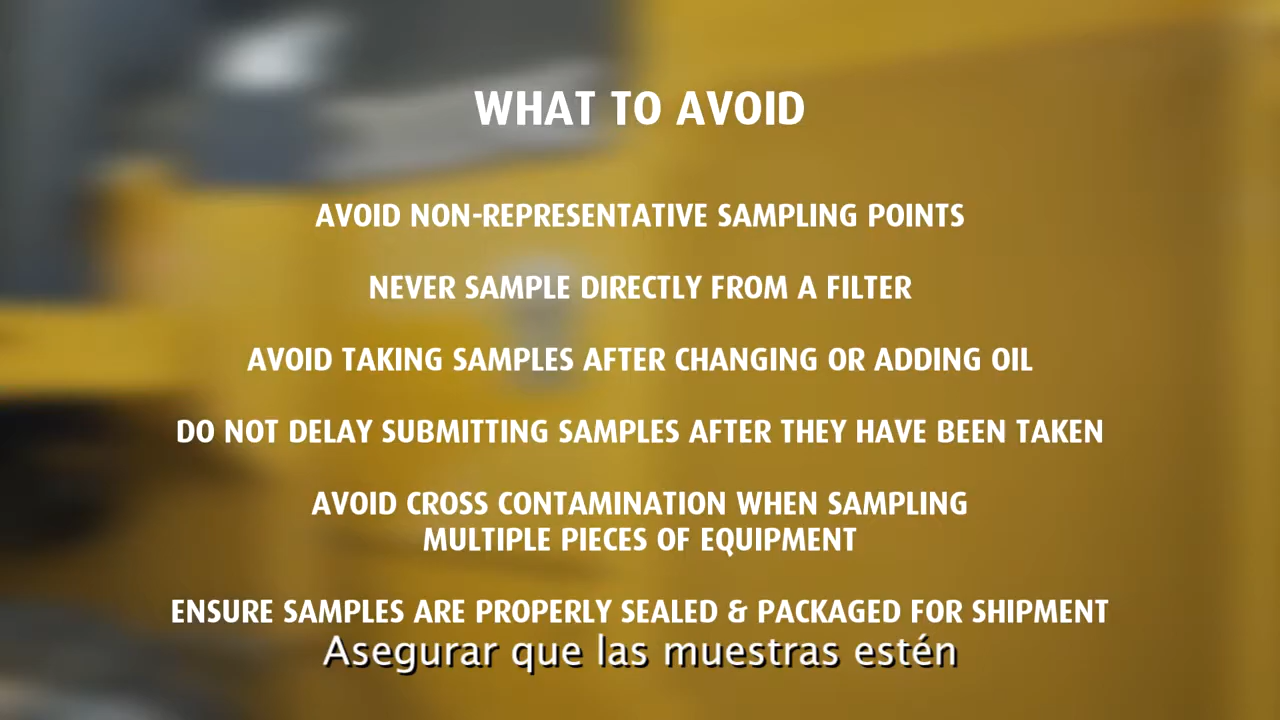 WHAT TO AVOID
AVOID NON-REPRESENTATIVE SAMPLING POINTS
NEVER SAMPLE DIRECTLY FROM A FILTER
AVOID TAKING SAMPLES AFTER CHANGING OR ADDING OIL
DO NOT DELAY SUBMITTING SAMPLES AFTER THEY HAVE BEEN TAKEN
AVOID CROSS CONTAMINATION WHEN SAMPLING
MULTIPLE PIECES OF EQUIPMENT
ENSURE SAMPLES ARE PROPERLY SEALED & PACKAGED FOR SHIPMENT
Asegurar que las muestras estén